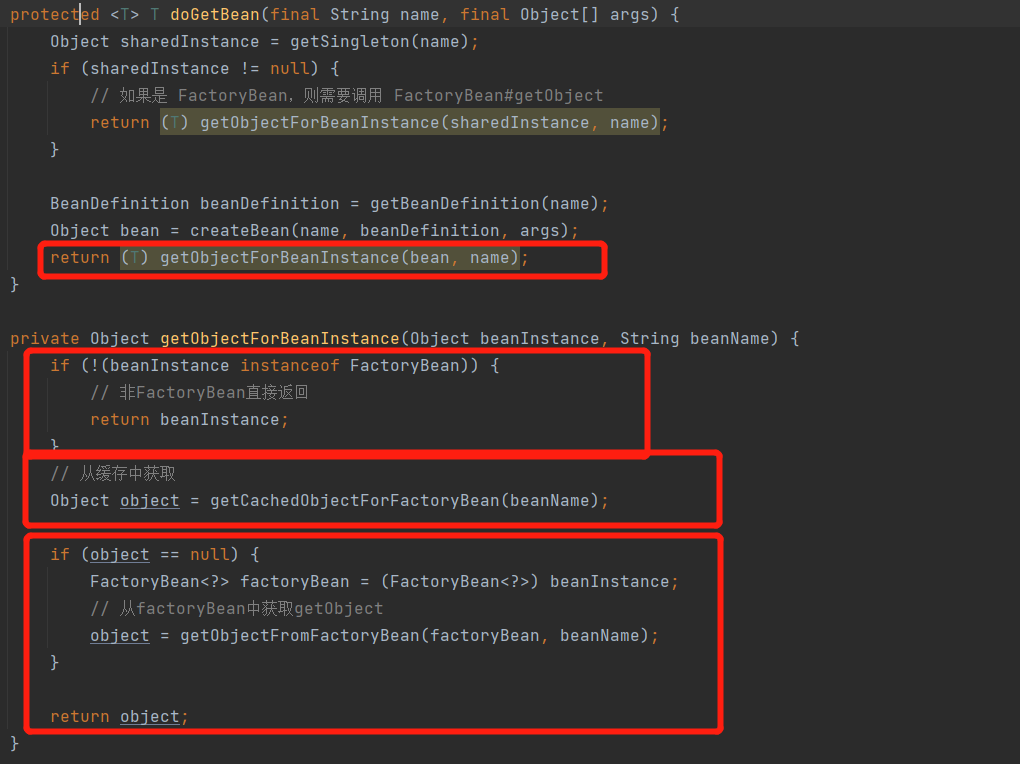 protected <T> T doGetBean(final String name, final Object[] args) {
Object sharedInstance = getSingleton(name);
if (sharedInstance != null) {
// 如果是 FactoryBean，则需要调用 FactoryBean#getObject
return (T) getObjectForBeanInstance(sharedInstance, name);
}
BeanDefinition beanDefinition = getBeanDefinition(name);
Object bean = createBean(name, beanDefinition, args);
return (T) getObjectForBeanInstance(bean, name);
}
private Object getObjectForBeanInstance(Object beanInstance, String beanName) {
if (!(beanInstance instanceof FactoryBean)) {
// 非FactoryBean直接返回
return beanInstance;
}
// 从缓存中获取
Object object = getCachedObjectForFactoryBean(beanName);
if (object == null) {
FactoryBean<?> factoryBean = (FactoryBean<?>) beanInstance;
// 从factoryBean中获取getObject
object = getObjectFromFactoryBean(factoryBean, beanName);
}
return object;
}